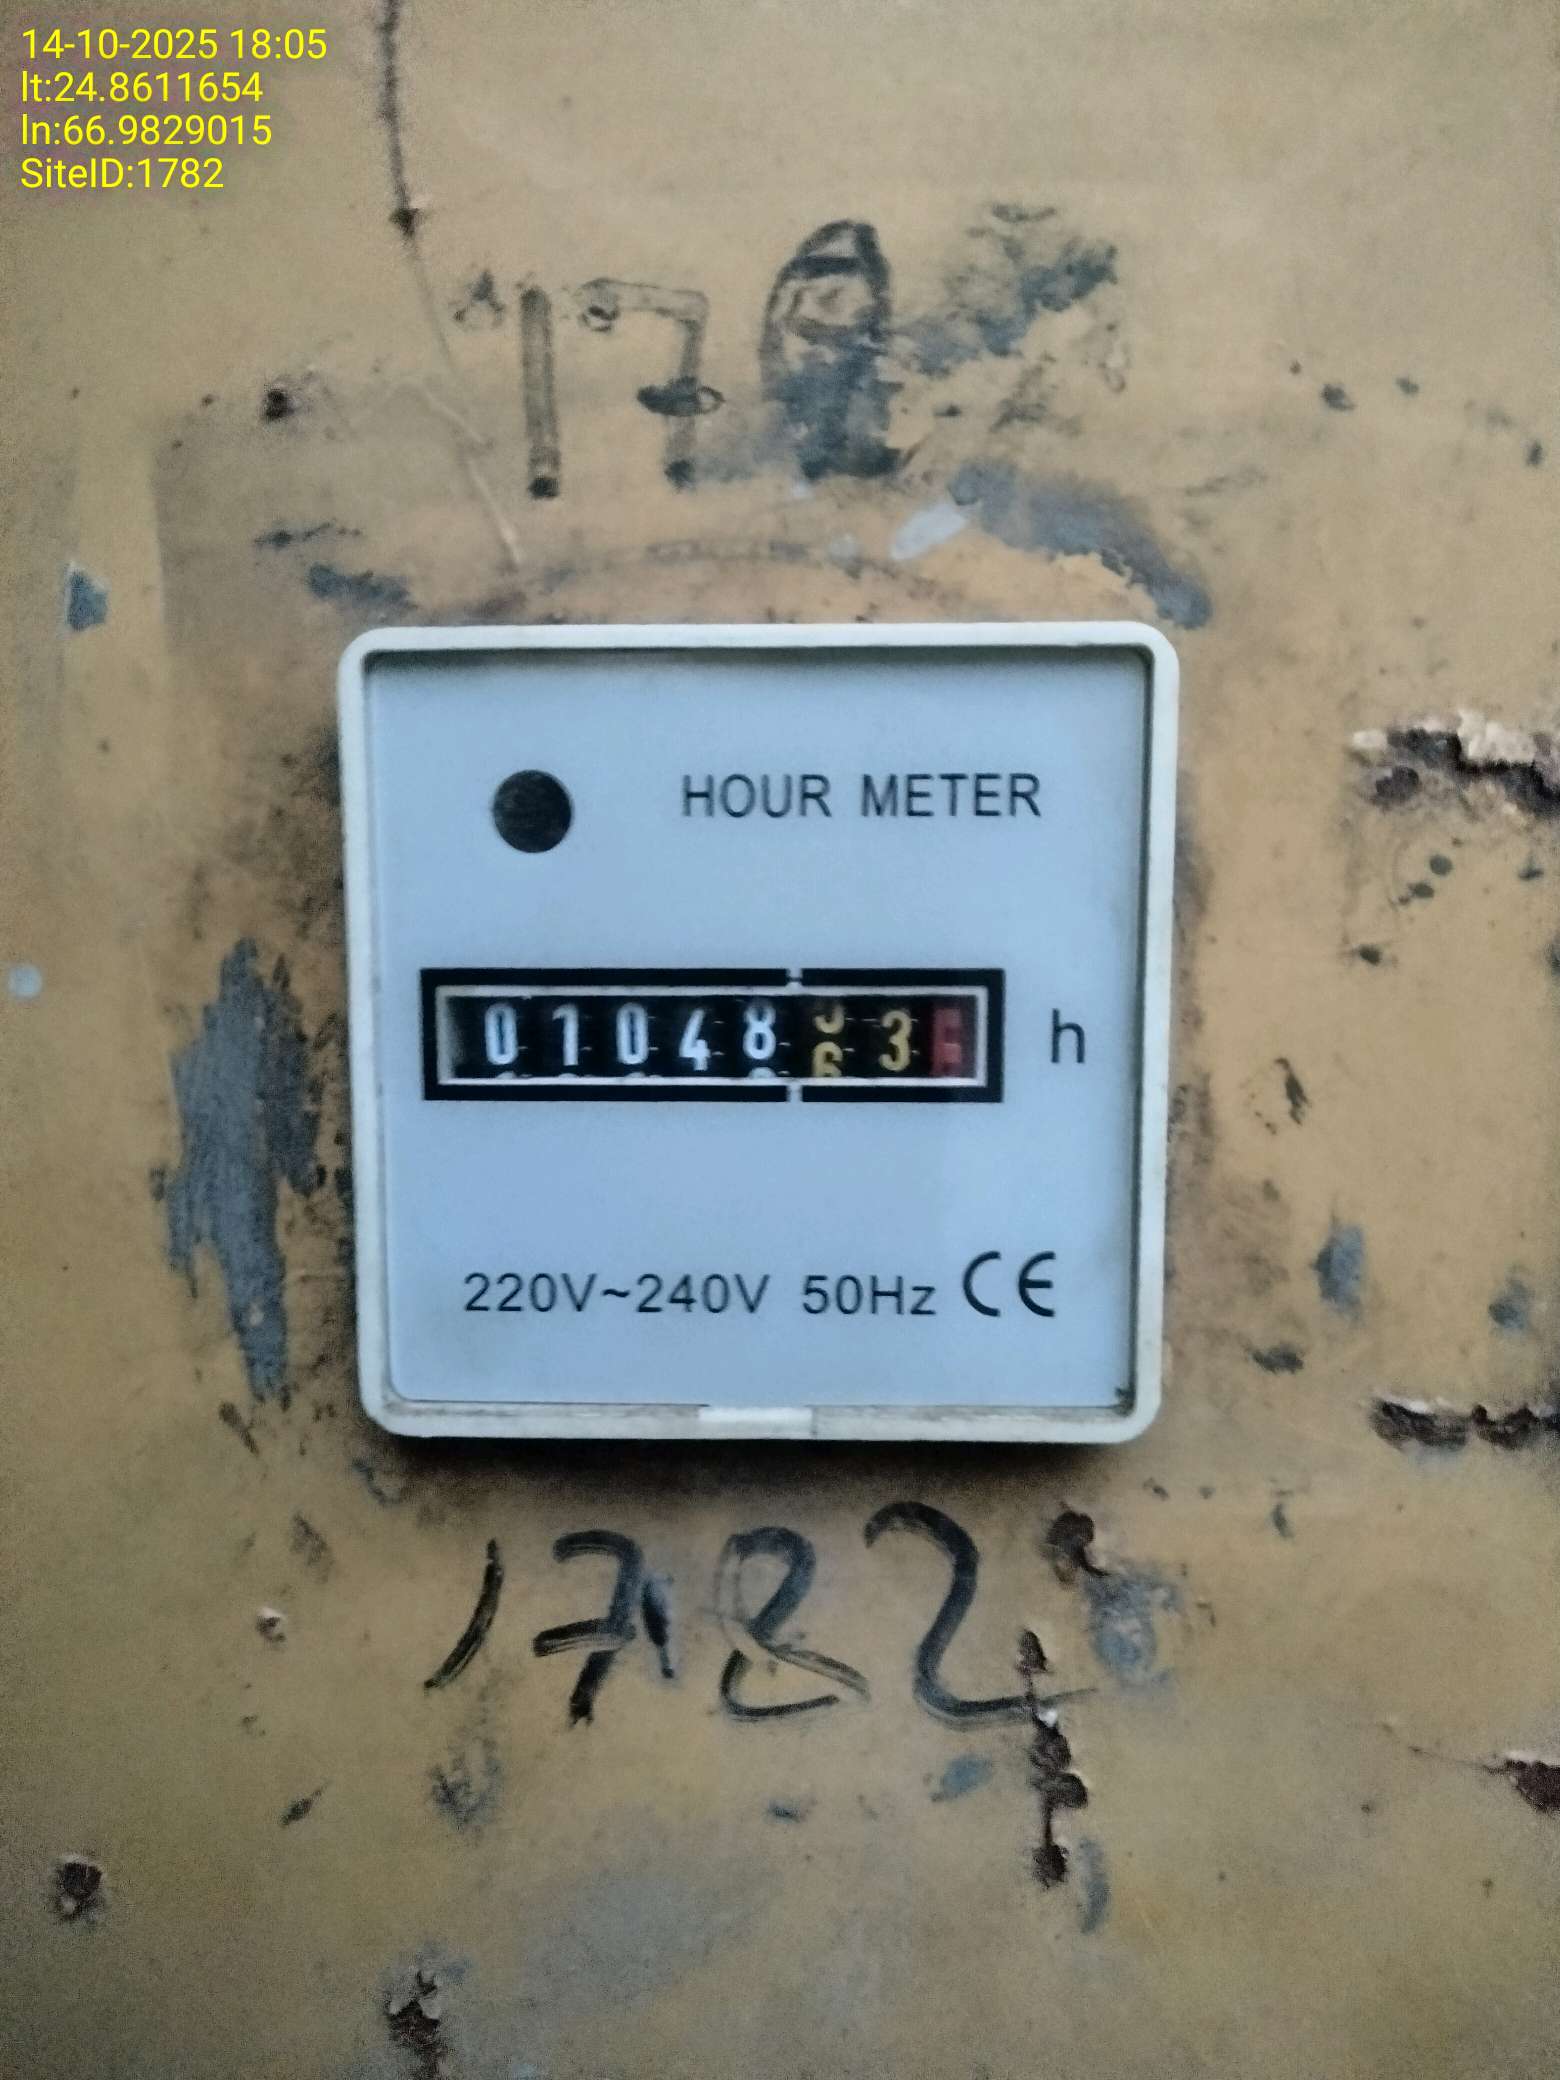 14-10-2025 18:05
lt:24.8611654
ln:66.9829015
SiteID:1782
HOUR METER
01048 3 h
220V~240V 50Hz CE
1782